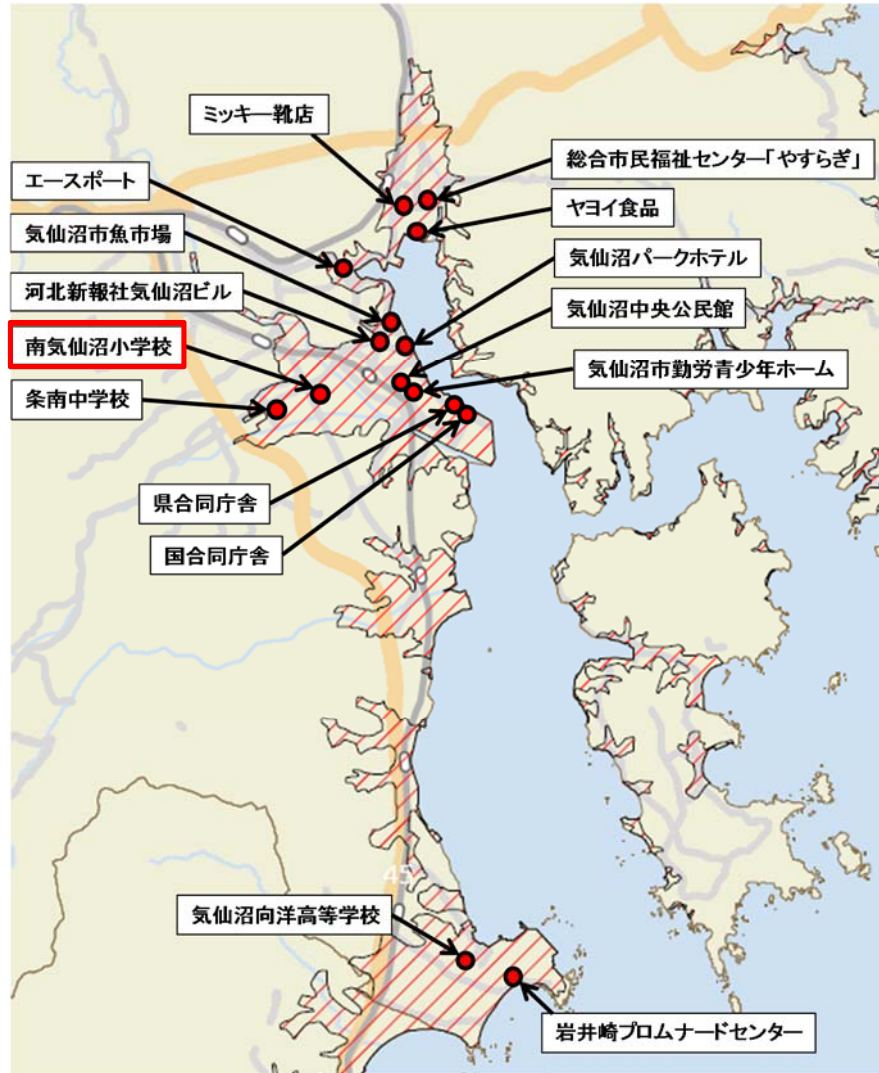 ミッキー靴店
総合市民福祉センター「やすらぎ」
エースポート
ヤヨイ食品
気仙沼市魚市場
気仙沼パークホテル
河北新報社気仙沼ビル
気仙沼中央公民館
南気仙沼小学校
気仙沼市勤労青少年ホーム
条南中学校
県合同庁舎
国合同庁舎
45
気仙沼向洋高等学校
岩井崎プロムナードセンター